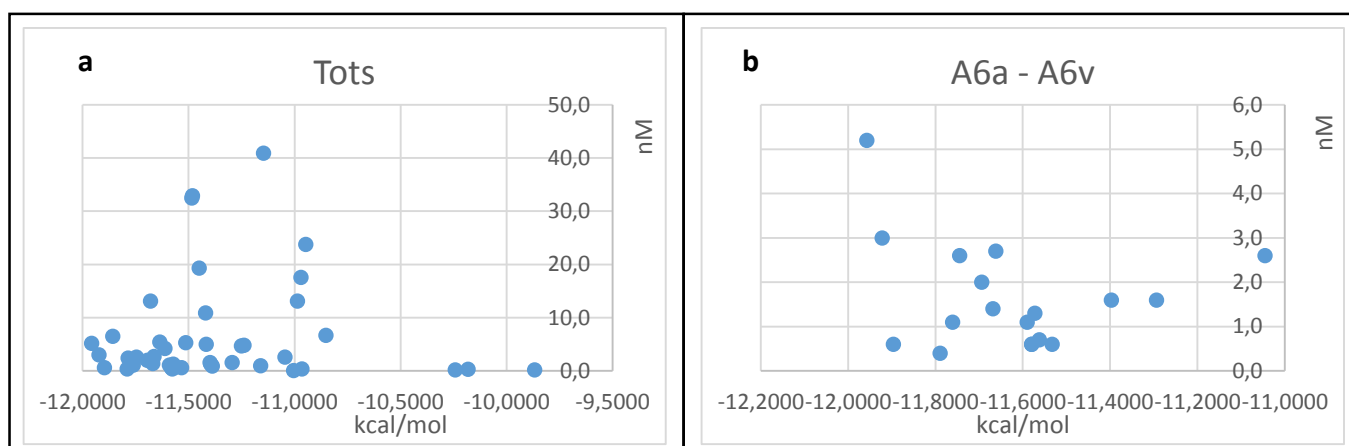 a
Tots
50,0
40,0
30,0
20,0
10,0
0,0
nM
-12,0000 -11,5000 -11,0000 -10,5000 -10,0000 -9,5000
kcal/mol
b
A6a - A6v
6,0
5,0
4,0
3,0
2,0
1,0
0,0
nM
-12,2000 -12,0000 -11,8000 -11,6000 -11,4000 -11,2000 -11,0000
kcal/mol